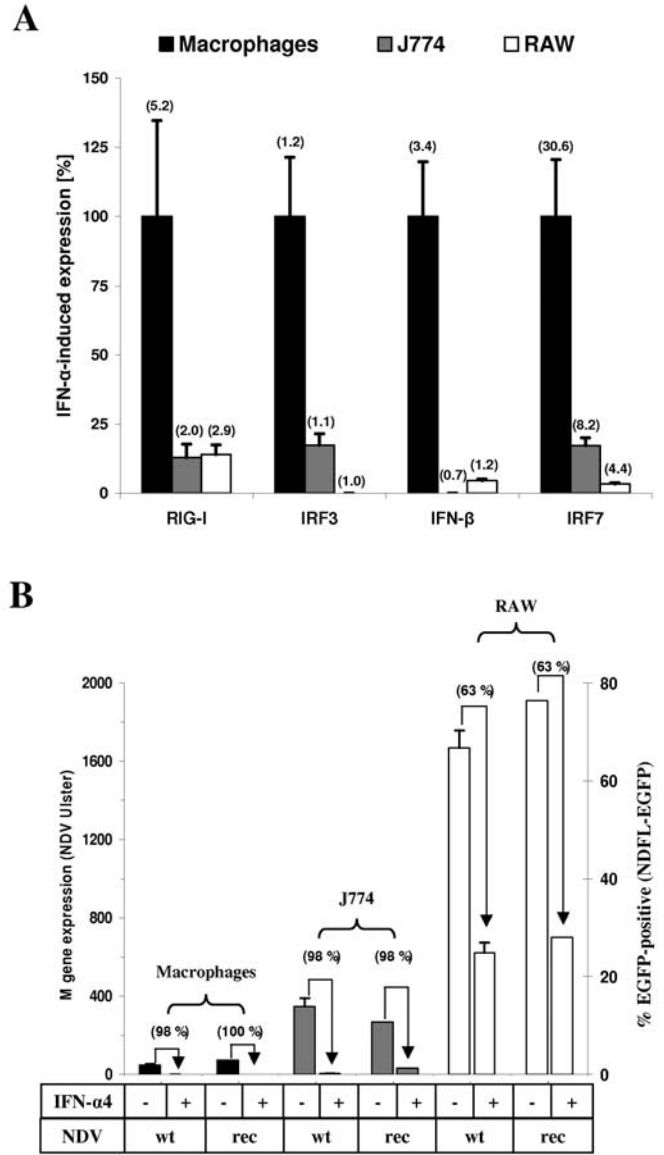 A
Macrophages J774 RAW
IFN-α-induced expression [%]
150
125
100
75
50
25
0
(5.2) (2.0) (2.9) (1.2) (1.1) (1.0) (3.4) (0.7) (1.2) (30.6) (8.2) (4.4)
RIG-I IRF3 IFN-β IRF7
B
RAW
J774
Macrophages
M gene expression (NDV Ulster)
2000
1600
1200
800
400
0
% EGFP-positive (NDFL-EGFP)
80
60
40
20
0
(98 %) (100 %) (98 %) (98 %) (63 %) (63 %)
IFN-α4 - + - + - + - + - + - +
NDV wt rec wt rec wt rec